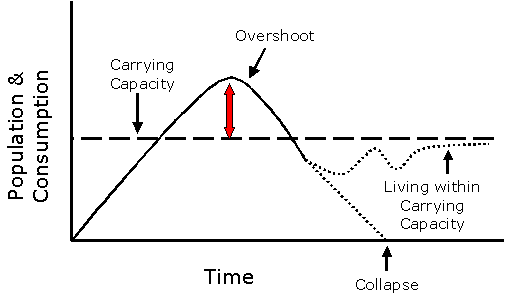 Overshoot
Carrying
Capacity
Population &
Consumption
Living within
Carrying
Capacity
Time
Collapse